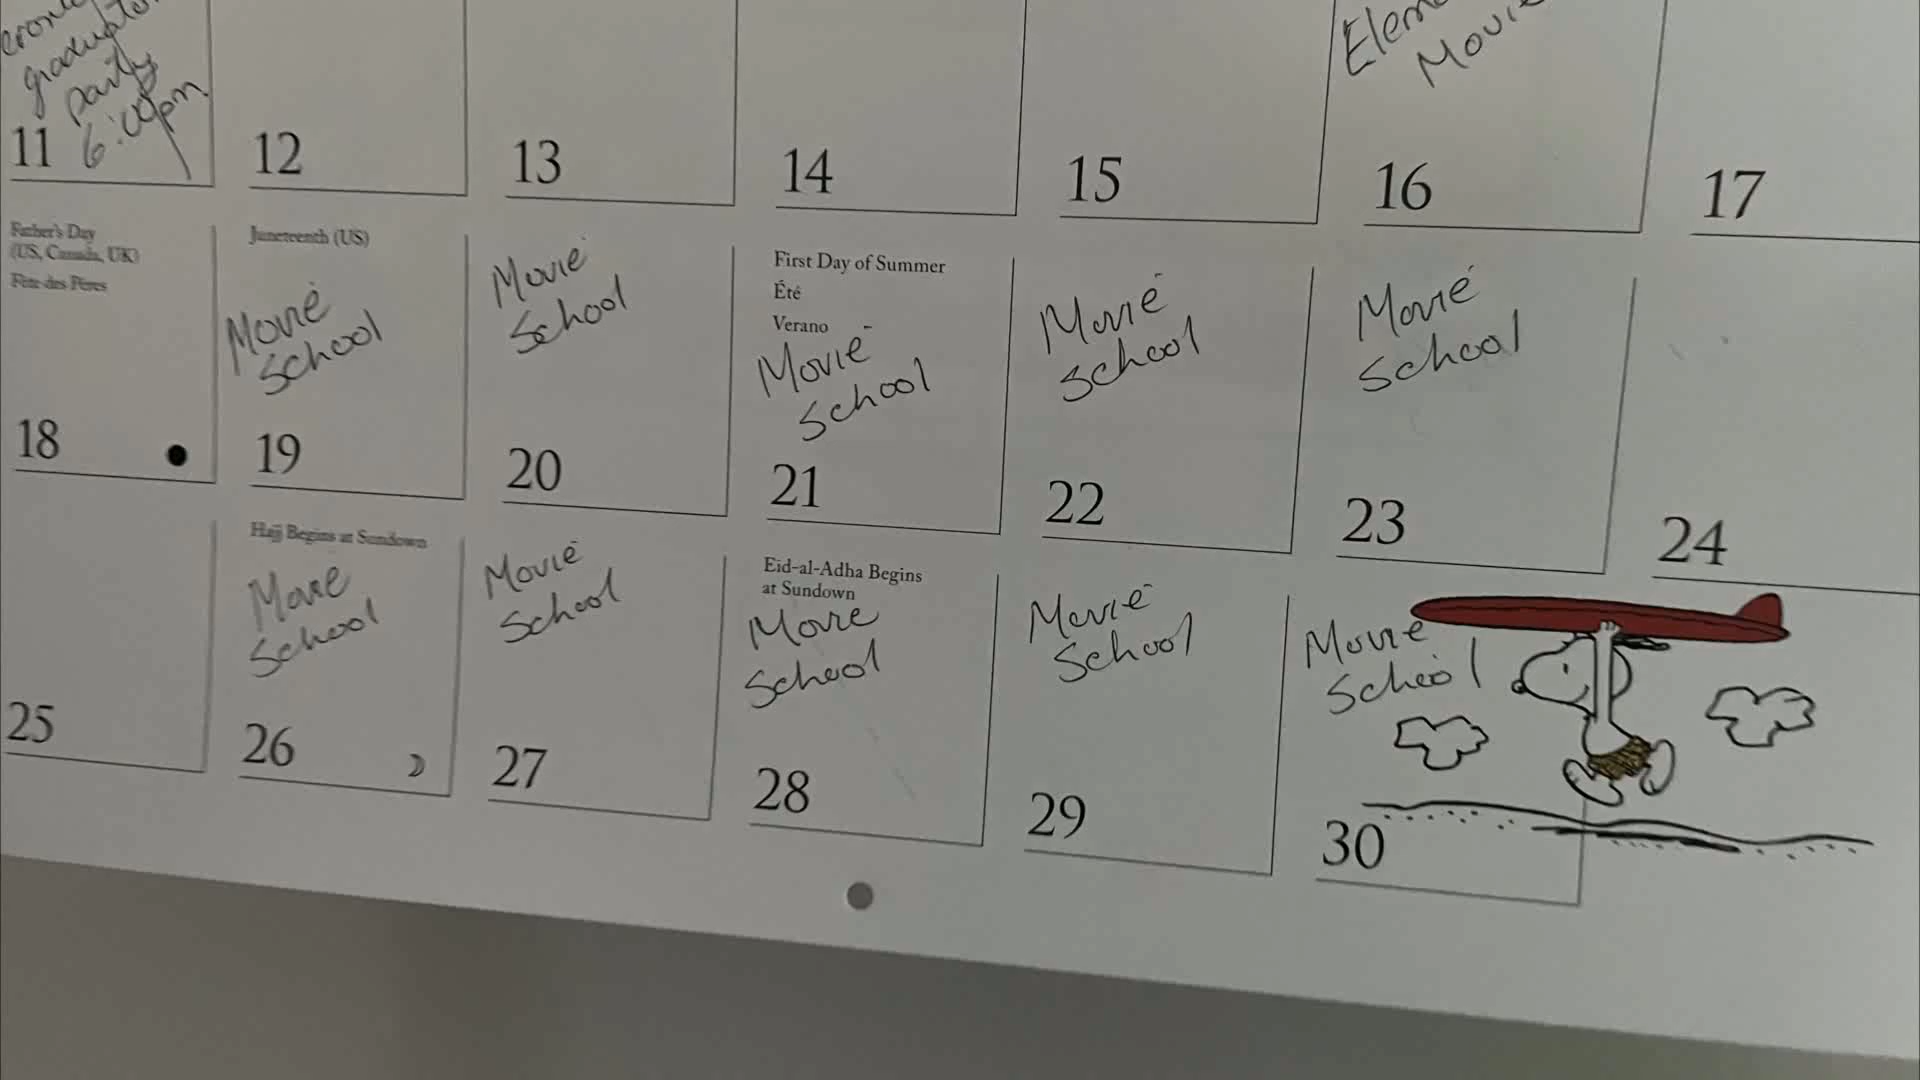 graduation
party
6:00pm
Movie
11
12
13
14
15
16
17
Father's Day
(US, Canada, UK)
Fête des Pères
18
Juneteenth (US)
Movie
School
19
Movie
School
20
First Day of Summer
Été
Verano
Movie
School
21
Movie
School
22
Movie
School
23
24
25
Hajj Begins at Sundown
Movie
School
26
Movie
School
27
Eid-al-Adha Begins
at Sundown
Movie
School
28
Movie
School
29
Movie
School
30